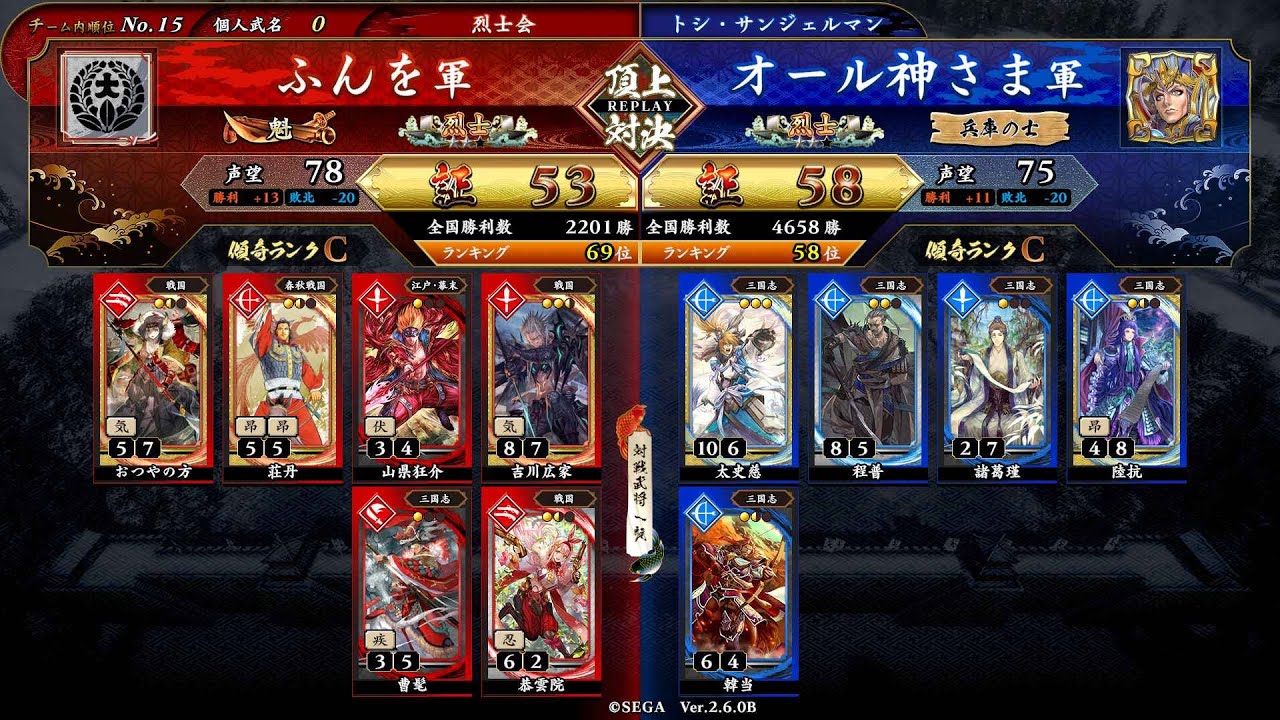 チーム内順位 No.15 個人武名 0 烈士会 トシ・サンジェルマン
ふんを軍 頂上 オール神さま軍
REPLAY
対決
魁 烈士 烈士 兵車の士
声望 78 証 53 証 58 声望 75
勝利 +13 敗北 -20 勝利 +11 敗北 -20
全国勝利数 2201勝 全国勝利数 4658勝
傾奇ランクC ランキング 69位 ランキング 58位 傾奇ランクC
戦国 春秋戦国 江戸・幕末 戦国 三国志 三国志 三国志 三国志
気 昴 昴 伏 気 昴
5 7 5 5 3 4 8 7 10 6 8 5 2 7 4 8
おつやの方 荘丹 山県狂介 吉川広家 太史慈 程普 諸葛瑾 陸抗
対戦武将一覧
三国志 戦国 三国志
疾 忍
3 5 6 2 6 4
曹髦 恭雲院 韓当
©SEGA Ver.2.6.0B